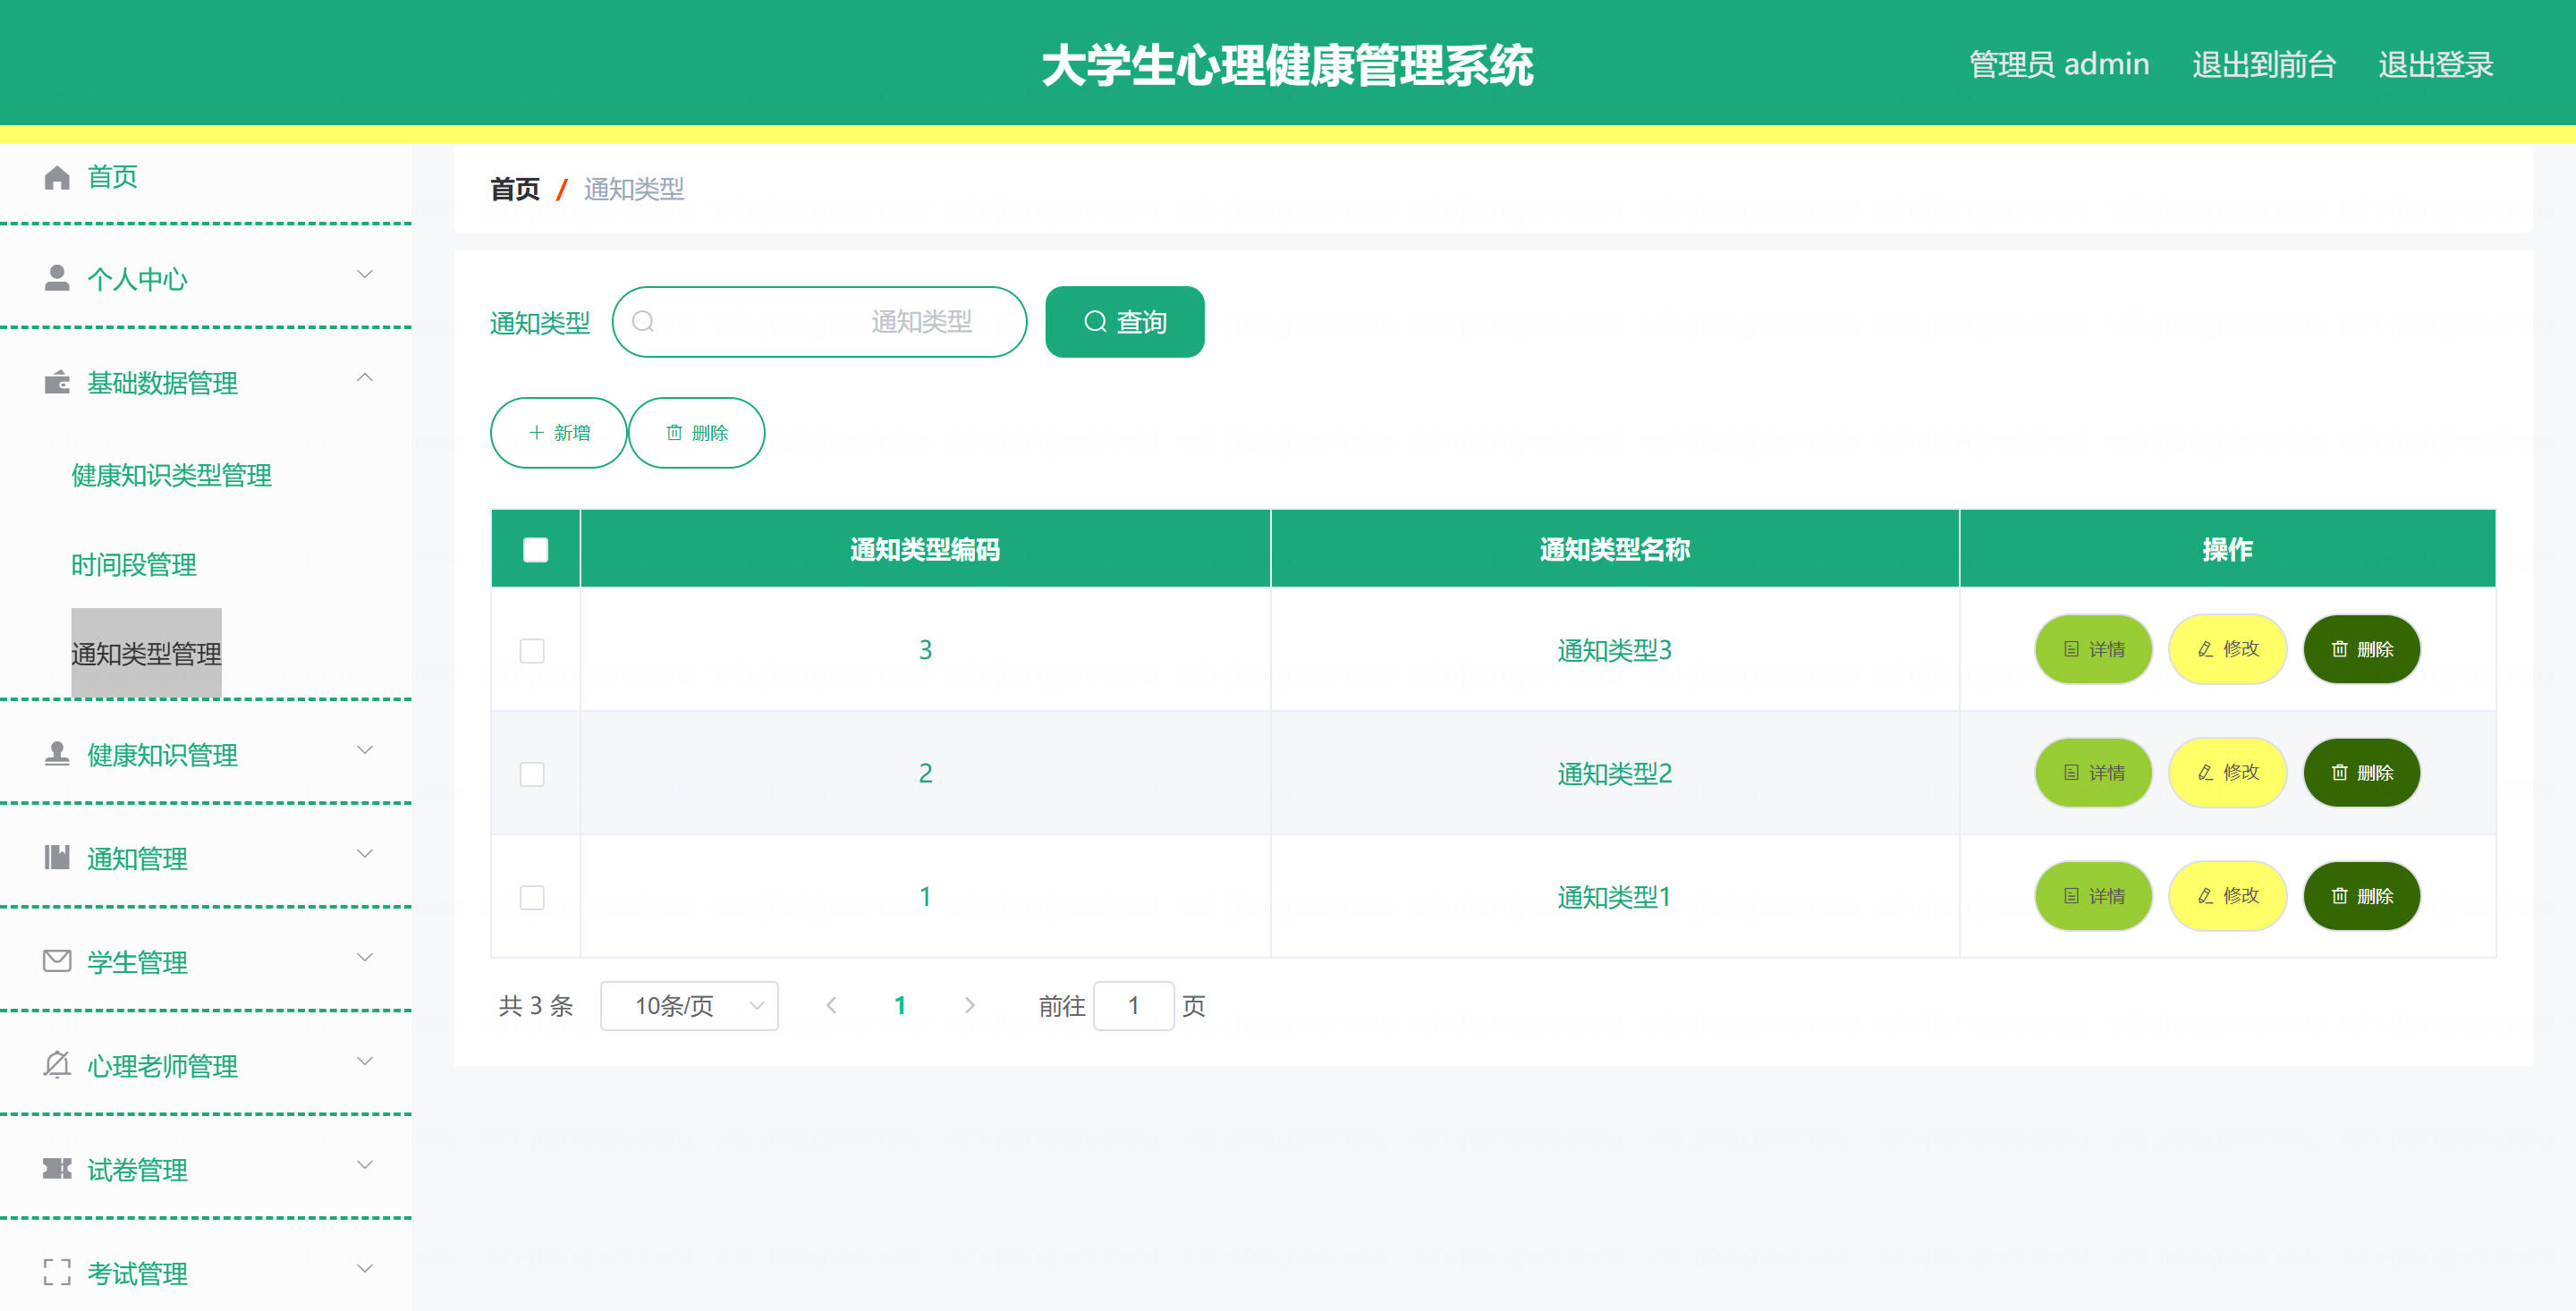 大学生心理健康管理系统
管理员 admin 退出到前台 退出登录
首页
个人中心
基础数据管理
健康知识类型管理
时间段管理
通知类型管理
健康知识管理
通知管理
学生管理
心理老师管理
试卷管理
考试管理
首页 / 通知类型
通知类型 通知类型 查询
新增 删除
通知类型编码 通知类型名称 操作
3 通知类型3 详情 修改 删除
2 通知类型2 详情 修改 删除
1 通知类型1 详情 修改 删除
共 3 条 10条/页 1 前往 1 页